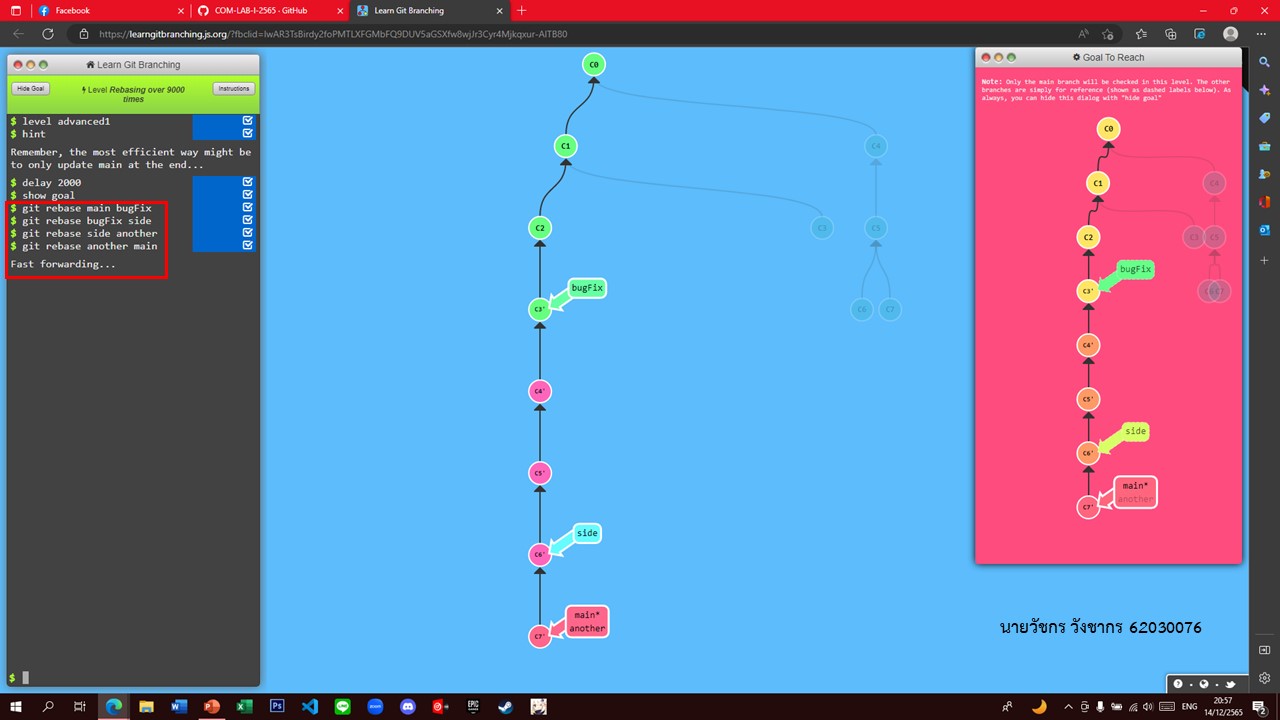 Facebook
COM-LAB-I-2565 - GitHub
Learn Git Branching
https://learngitbranching.js.org/?fbclid=IwAR3TsBirdy2foPMTLXFGMbFQ9DUV5aGSXfw8wjJr3Cyr4Mjkqxur-AITB80
Learn Git Branching
Hide Goal
Level Rebasing over 9000
times
Instructions
$ level advanced1
$ hint
Remember, the most efficient way might be
to only update main at the end...
$ delay 2000
$ show goal
$ git rebase main bugFix
$ git rebase bugFix side
$ git rebase side another
$ git rebase another main
Fast forwarding...
$
C0
C1
C4
C2
C3
C5
bugFix
C3'
C6
C7
C4'
C5'
side
C6'
main*
another
C7'
Goal To Reach
Note: Only the main branch will be checked in this level. The other
branches are simply for reference (shown as dashed labels below). As
always, you can hide this dialog with "hide goal"
C0
C1
C4
C2
C3
C5
bugFix
C3'
C7
C4'
C5'
side
C6'
main*
another
C7'
นายวัชกร วังชากร 62030076
ENG
20:57
14/12/2565